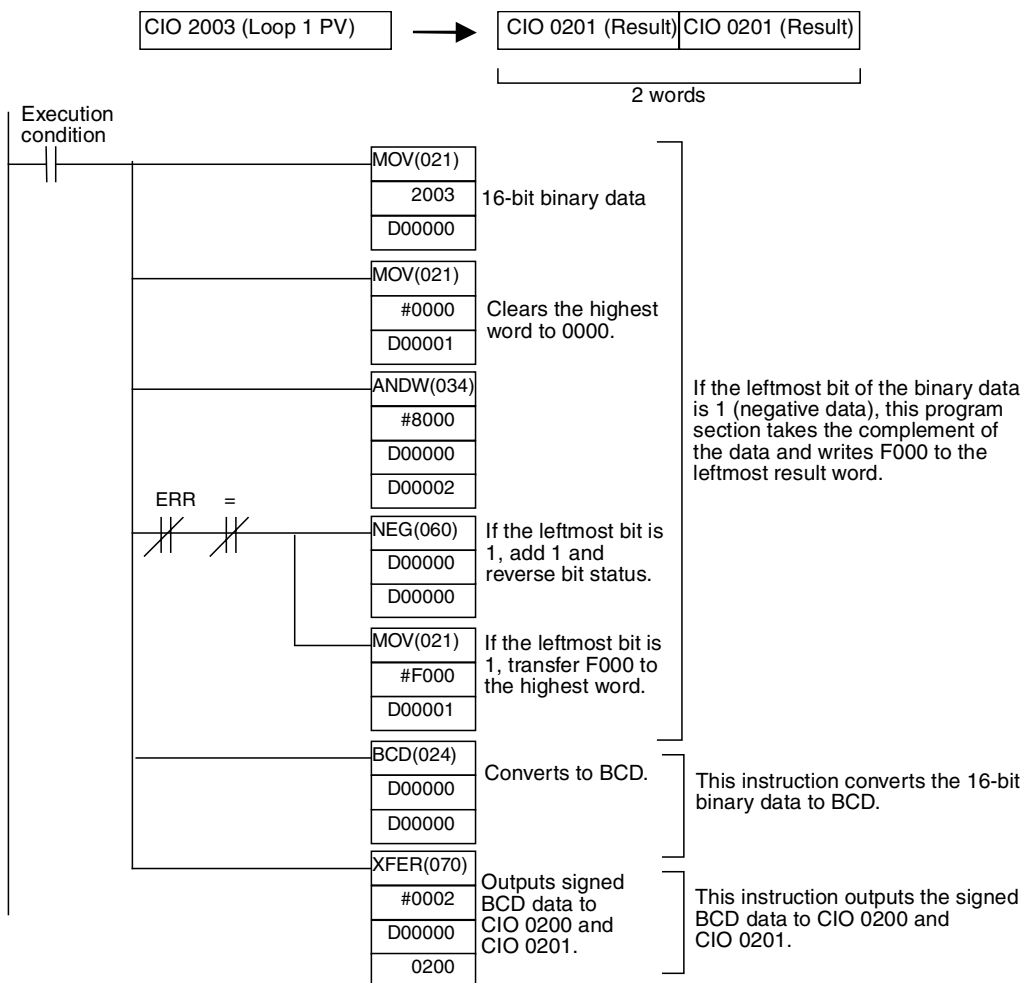 CIO 2003 (Loop 1 PV)
CIO 0201 (Result)
CIO 0201 (Result)
2 words
Execution
condition
MOV(021)
2003
D00000
16-bit binary data
MOV(021)
#0000
D00001
Clears the highest
word to 0000.
ANDW(034)
#8000
D00000
D00002
If the leftmost bit of the binary data
is 1 (negative data), this program
section takes the complement of
the data and writes F000 to the
leftmost result word.
ERR
=
NEG(060)
D00000
D00000
If the leftmost bit is
1, add 1 and
reverse bit status.
MOV(021)
#F000
D00001
If the leftmost bit is
1, transfer F000 to
the highest word.
BCD(024)
D00000
D00000
Converts to BCD.
This instruction converts the 16-bit
binary data to BCD.
XFER(070)
#0002
D00000
0200
Outputs signed
BCD data to
CIO 0200 and
CIO 0201.
This instruction outputs the signed
BCD data to CIO 0200 and
CIO 0201.